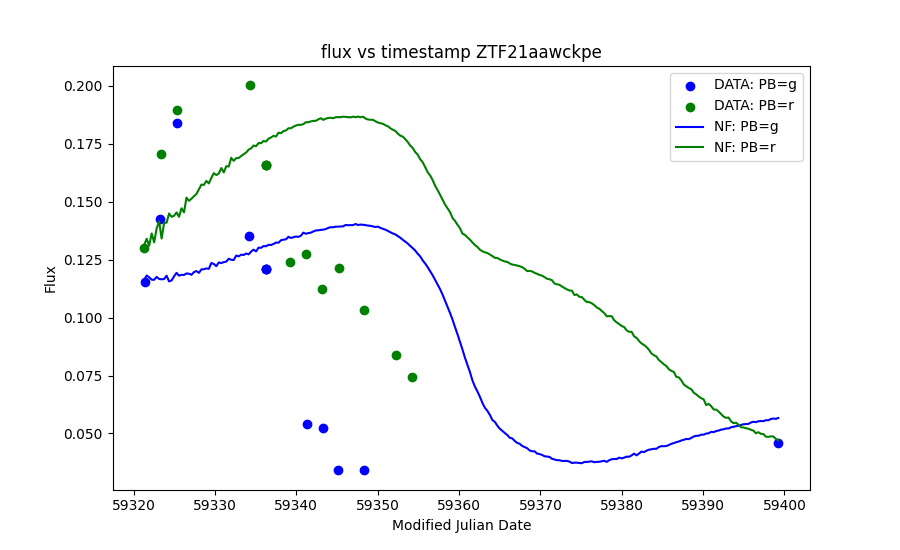 flux vs timestamp ZTF21aawckpe
DATA: PB=g
DATA: PB=r
NF: PB=g
NF: PB=r
0.200
0.175
0.150
0.125
0.100
0.075
0.050
Flux
59320 59330 59340 59350 59360 59370 59380 59390 59400
Modified Julian Date